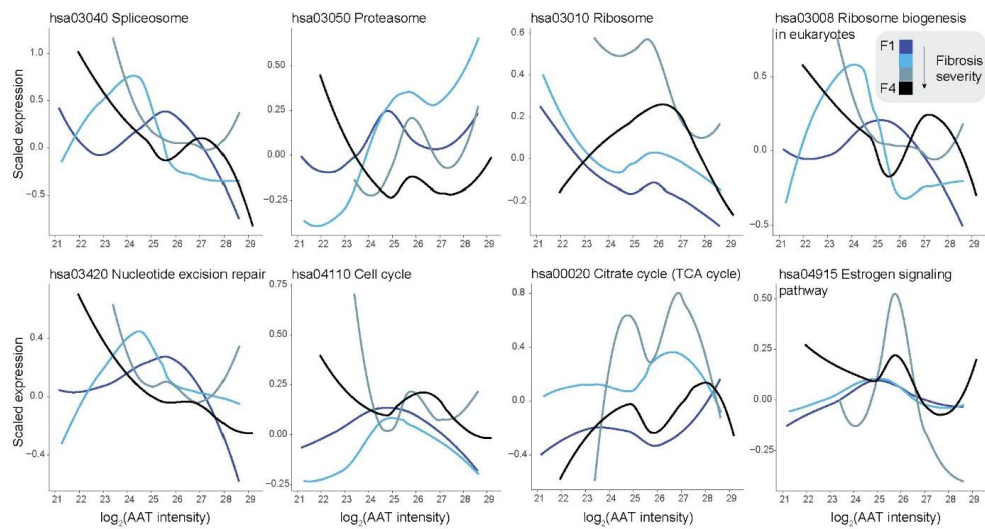 hsa03040 Spliceosome
hsa03050 Proteasome
hsa03010 Ribosome
hsa03008 Ribosome biogenesis
in eukaryotes
F1
F4
Fibrosis
severity
Scaled expression
1.0
0.5
0.0
−0.5
21 22 23 24 25 26 27 28 29
0.50
0.25
0.00
−0.25
21 22 23 24 25 26 27 28 29
0.6
0.4
0.2
0.0
−0.2
21 22 23 24 25 26 27 28 29
0.5
0.0
−0.5
21 22 23 24 25 26 27 28 29
hsa03420 Nucleotide excision repair
hsa04110 Cell cycle
hsa00020 Citrate cycle (TCA cycle)
hsa04915 Estrogen signaling
pathway
Scaled expression
0.4
0.0
−0.4
21 22 23 24 25 26 27 28 29
log2(AAT intensity)
0.75
0.50
0.25
0.00
−0.25
21 22 23 24 25 26 27 28 29
log2(AAT intensity)
0.8
0.4
0.0
−0.4
21 22 23 24 25 26 27 28 29
log2(AAT intensity)
0.50
0.25
0.00
−0.25
21 22 23 24 25 26 27 28 29
log2(AAT intensity)